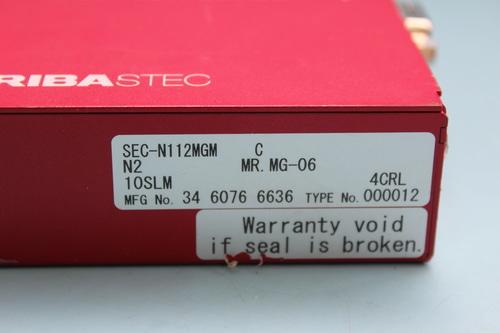 RIBASTEC
SEC-N112MGM C
N2 MR.MG-06
10SLM 4CRL
MFG No. 34 6076 6636 TYPE No. 000012
Warranty void
if seal is broken.